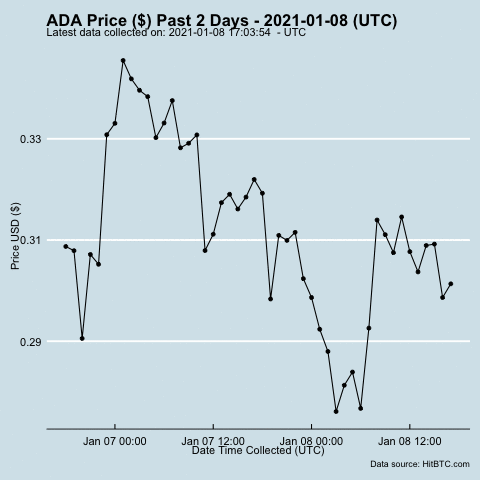 ADA Price ($) Past 2 Days - 2021-01-08 (UTC)
Latest data collected on: 2021-01-08 17:03:54 - UTC
0.33
0.31
0.29
Price USD ($)
Jan 07 00:00 Jan 07 12:00 Jan 08 00:00 Jan 08 12:00
Date Time Collected (UTC)
Data source: HitBTC.com